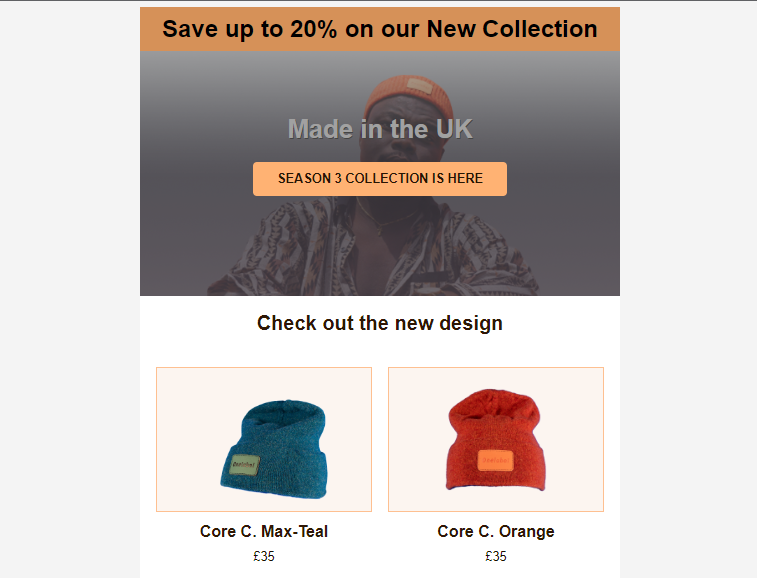 Save up to 20% on our New Collection
Made in the UK
SEASON 3 COLLECTION IS HERE
Check out the new design
Core C. Max-Teal
Core C. Orange
£35
£35